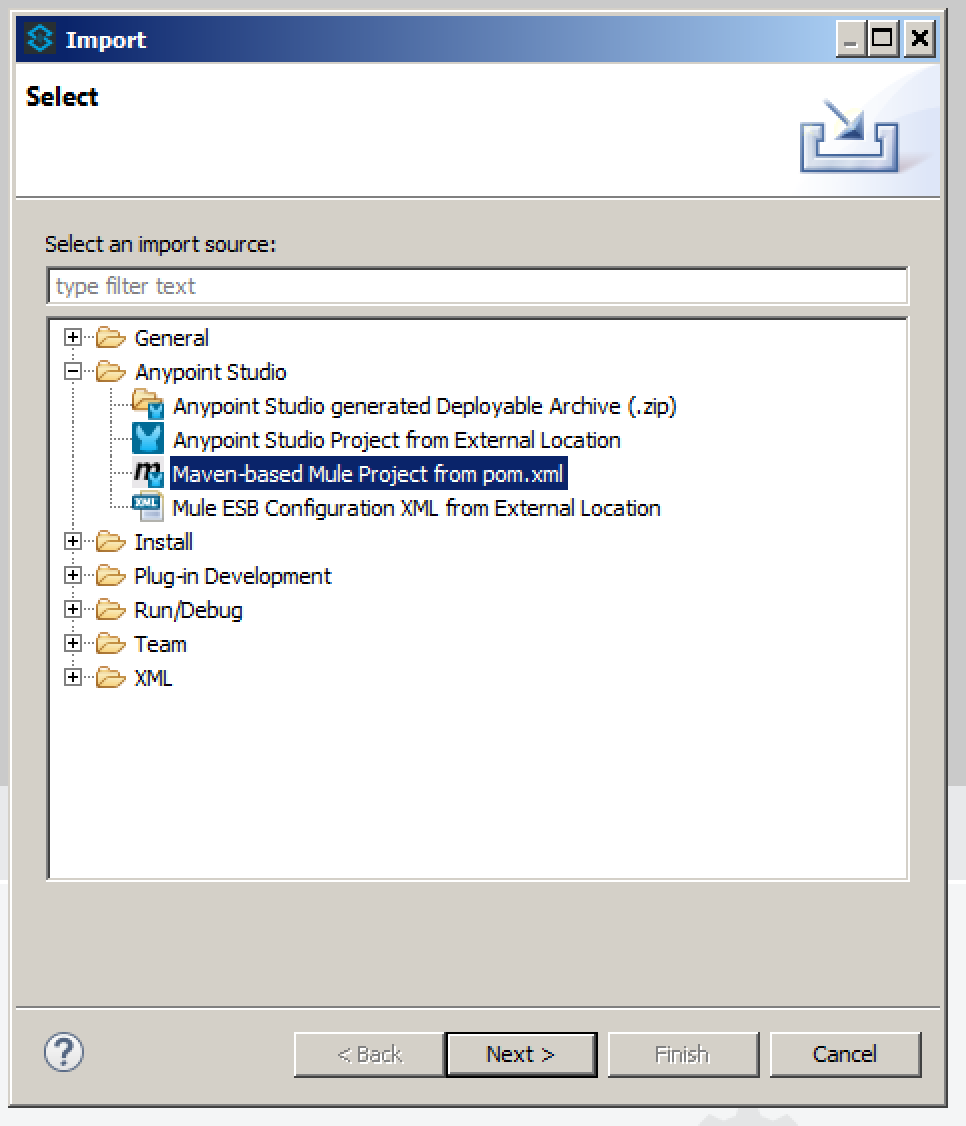 Import
Select
Select an import source:
type filter text
General
Anypoint Studio
Anypoint Studio generated Deployable Archive (.zip)
Anypoint Studio Project from External Location
Maven-based Mule Project from pom.xml
Mule ESB Configuration XML from External Location
Install
Plug-in Development
Run/Debug
Team
XML
< Back
Next >
Finish
Cancel